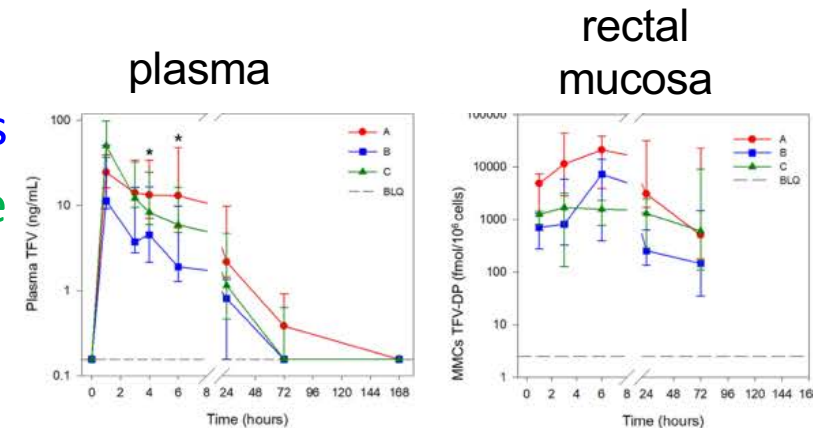 plasma
rectal
mucosa
s
e
100
10
1
0.1
Plasma TFV (ng/mL)
* *
A
B
C
BLQ
0 2 4 6 8 24 48 72 96 120 144 168
Time (hours)
100000
10000
1000
100
10
1
MMCs TFV-DP (fmol/10⁶ cells)
A
B
C
BLQ
0 2 4 6 8 24 48 72 96 120 144 16
Time (hours)